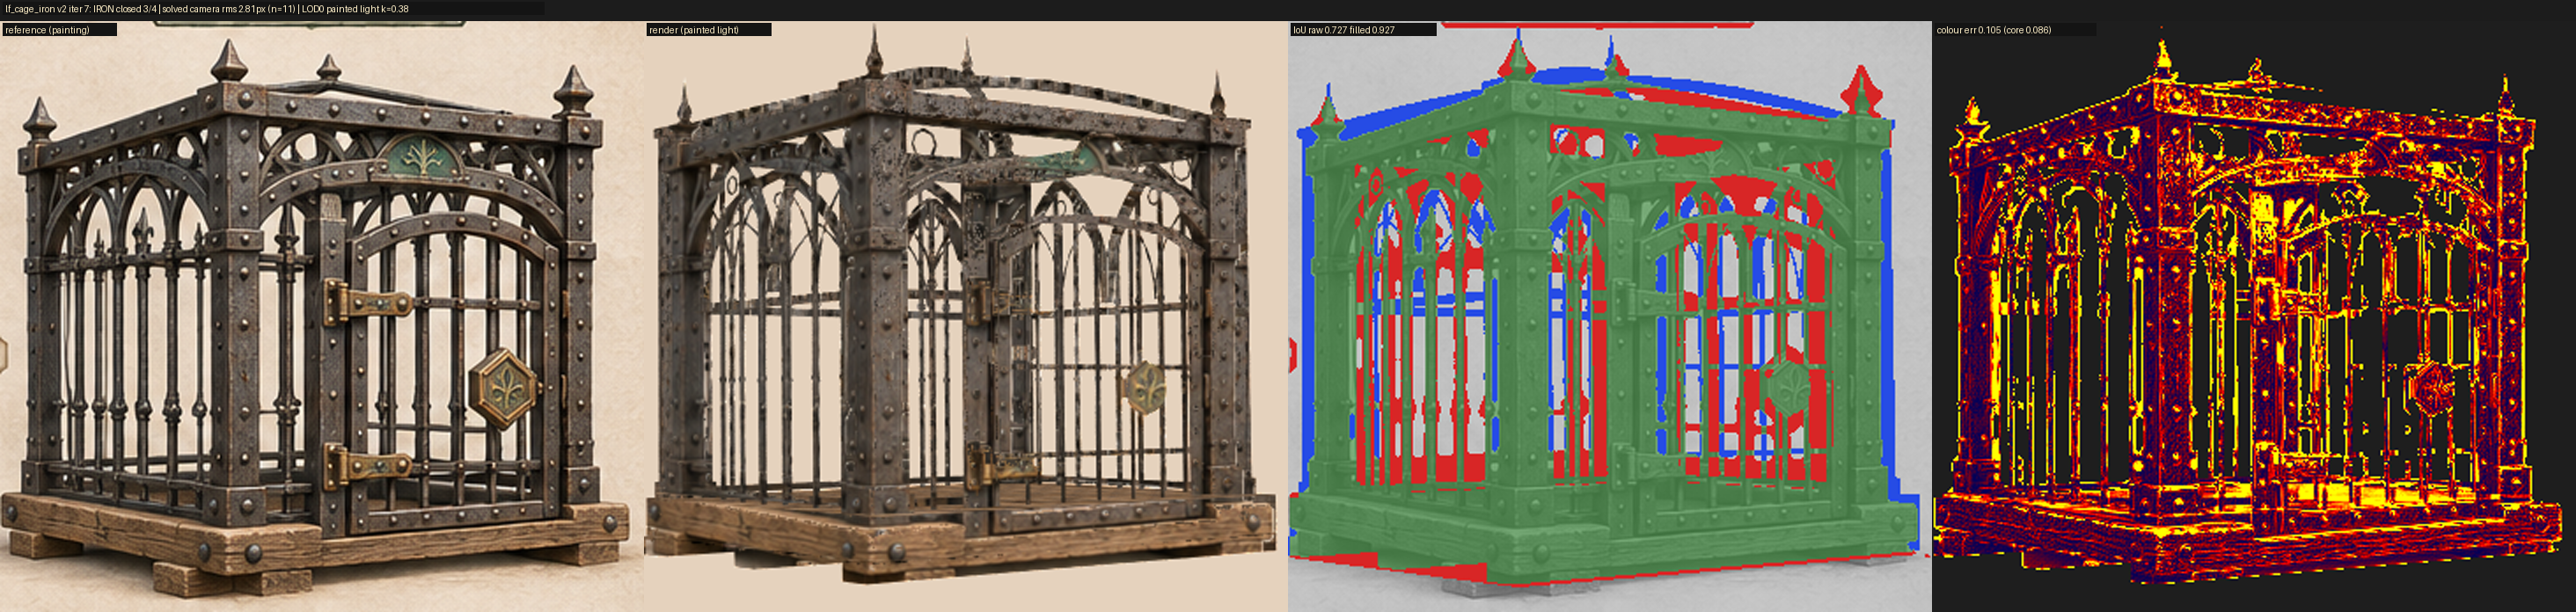 lf_cage_iron v2 iter 7: IRON closed 3/4 | solved camera rms 2.81px (n=11) | LOD0 painted light k=0.38
reference (painting)
render (painted light)
IoU raw 0.727 filled 0.927
colour err 0.105 (core 0.086)